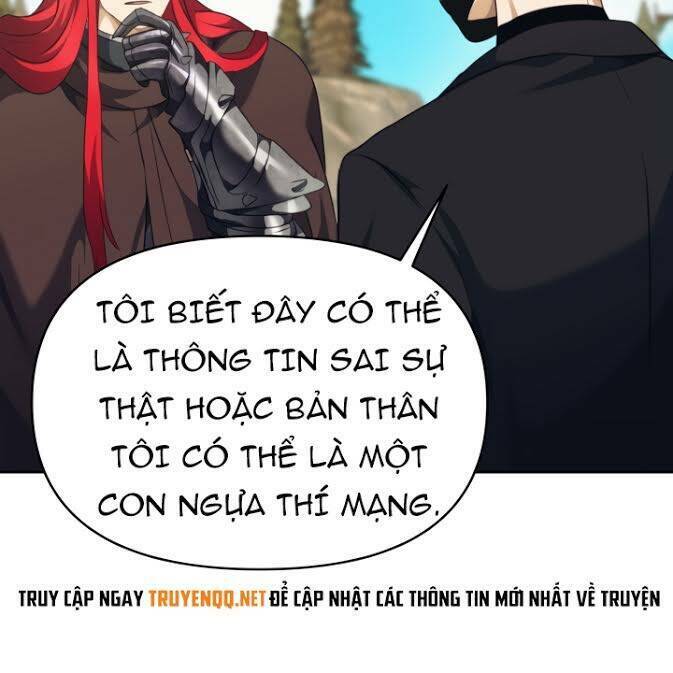 TÔI BIẾT ĐÂY CÓ THỂ
LÀ THÔNG TIN SAI SỰ
THẬT HOẶC BẢN THÂN
TÔI CÓ THỂ LÀ MỘT
CON NGỰA THÍ MẠNG.
TRUY CẬP NGAY TRUYENQQ.NET ĐỂ CẬP NHẬT CÁC THÔNG TIN MỚI NHẤT VỀ TRUYỆN